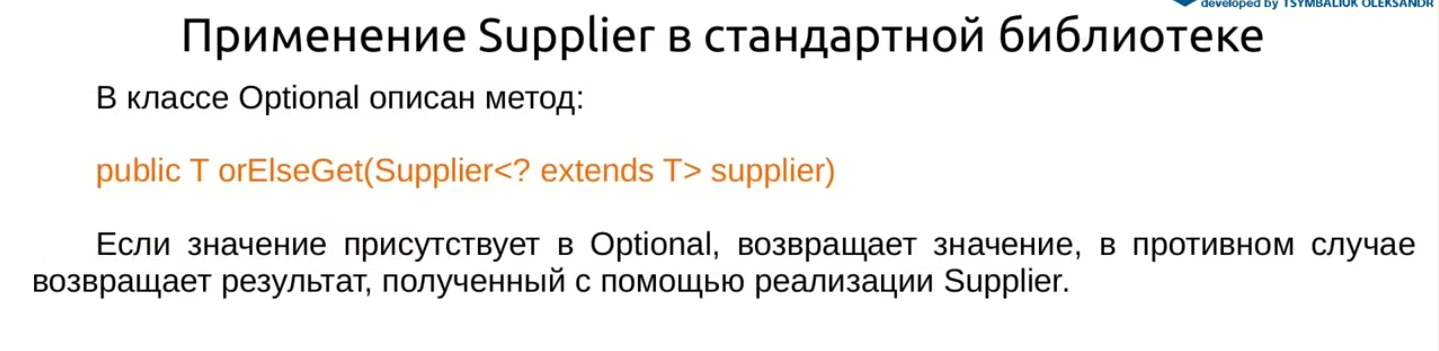 developed by TSYMBALIUK OLEKSANDR
Применение Supplier в стандартной библиотеке
В классе Optional описан метод:
public T orElseGet(Supplier<? extends T> supplier)
Если значение присутствует в Optional, возвращает значение, в противном случае
возвращает результат, полученный с помощью реализации Supplier.